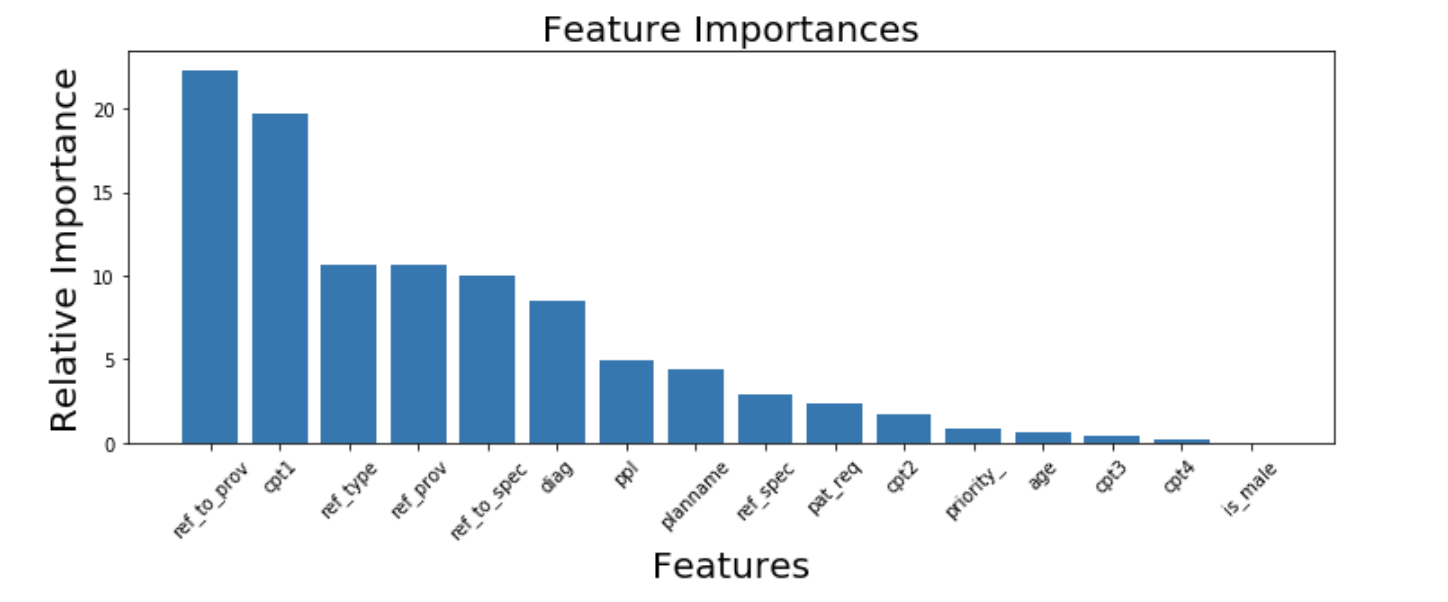 Feature Importances
Relative Importance
20
15
10
5
0
ref_to_prov
cpt1
ref_type
ref_prov
ref_to_spec
diag
ppl
planname
ref_spec
pat_req
cpt2
priority_
age
cpt3
cpt4
is_male
Features